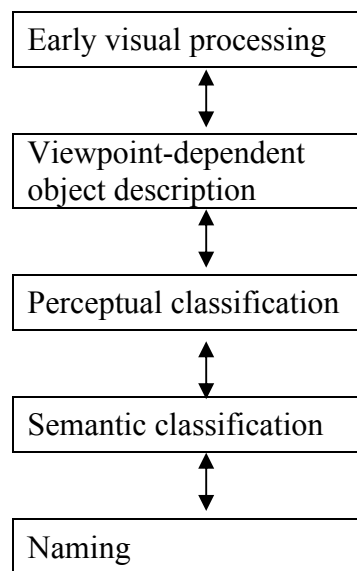 Early visual processing
Viewpoint-dependent
object description
Perceptual classification
Semantic classification
Naming